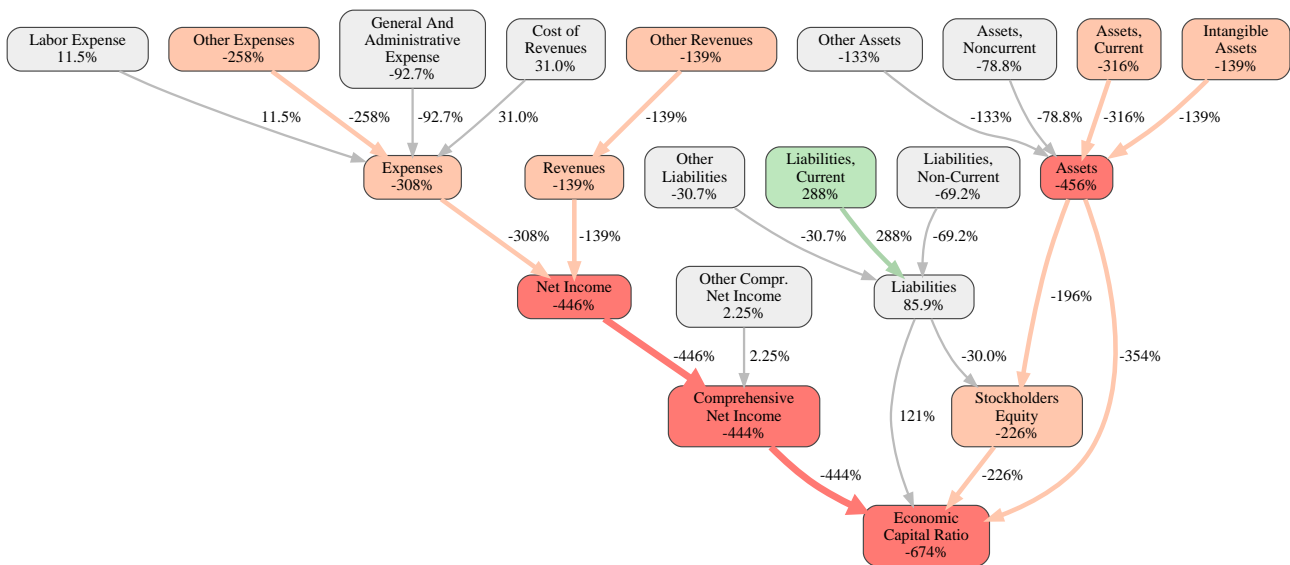 Labor Expense
11.5%
Other Expenses
-258%
General And
Administrative
Expense
-92.7%
Cost of
Revenues
31.0%
Other Revenues
-139%
Other Assets
-133%
Assets,
Noncurrent
-78.8%
Assets,
Current
-316%
Intangible
Assets
-139%
11.5%
-258%
-92.7%
31.0%
-139%
-133%
-78.8%
-316%
-139%
Expenses
-308%
Revenues
-139%
Other
Liabilities
-30.7%
Liabilities,
Current
288%
Liabilities,
Non-Current
-69.2%
Assets
-456%
-308%
-139%
-30.7%
288%
-69.2%
Net Income
-446%
Other Compr.
Net Income
2.25%
Liabilities
85.9%
-196%
-446%
2.25%
-30.0%
-354%
Comprehensive
Net Income
-444%
121%
Stockholders
Equity
-226%
-444%
-226%
Economic
Capital Ratio
-674%